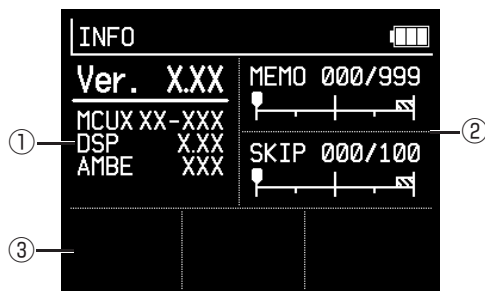 INFO
Ver. X.XX
MCUX XX-XXX
DSP X.XX
AMBE XXX
MEMO 000/999
SKIP 000/100
①
②
③